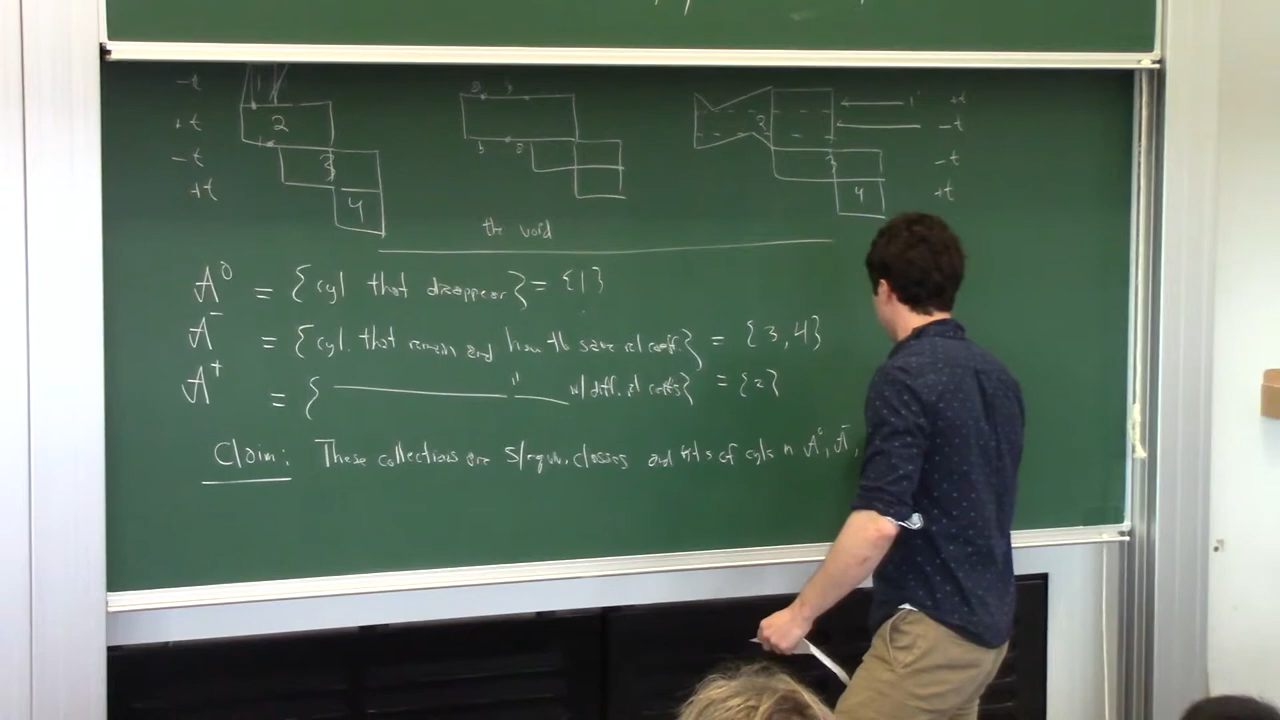 -t
+t
-t
+t
1
2
3
4
2
3
4
1
+t
-t
-t
+t
the void
A⁰ = {cyl that disappear} = {1}
A⁻ = {cyl. that remain and have the same rel coeff.} = {3, 4}
A⁺ = { —— " —— w/ diff. rel coeffs} = {2}
Claim: These collections are equiv. classes and of cyls in A⁰, A⁻,